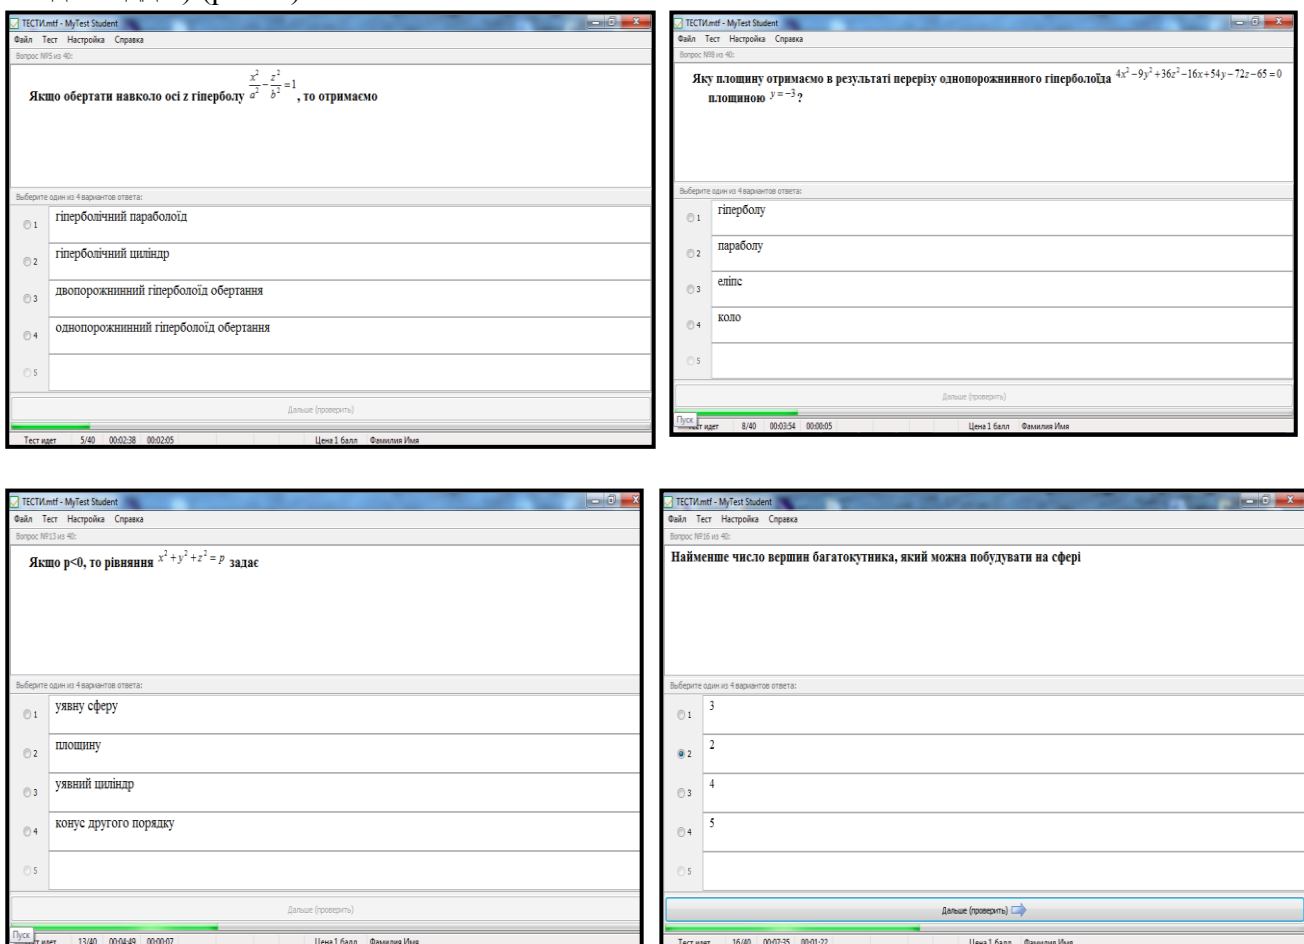 ТЕСТИ.mtf - MyTest Student
Файл Тест Настройка Справка
Вопрос №5 из 40:
Якщо обертати навколо осі z гіперболу x²/a² − z²/b² = 1 , то отримаємо
Выберите один из 4 вариантов ответа:
1 гіперболічний параболоїд
2 гіперболічний циліндр
3 двопорожнинний гіперболоїд обертання
4 однопорожнинний гіперболоїд обертання
5
Дальше (проверить)
Тест идет 5/40 00:02:38 00:02:05 Цена 1 балл Фамилия Имя
ТЕСТИ.mtf - MyTest Student
Файл Тест Настройка Справка
Вопрос №8 из 40:
Яку площину отримаємо в результаті перерізу однопорожнинного гіперболоїда 4x²−9y²+36z²−16x+54y−72z−65=0
площиною y=−3 ?
Выберите один из 4 вариантов ответа:
1 гіперболу
2 параболу
3 еліпс
4 коло
5
Дальше (проверить)
Пуск
идет 8/40 00:03:54 00:00:05 Цена 1 балл Фамилия Имя
ТЕСТИ.mtf - MyTest Student
Файл Тест Настройка Справка
Вопрос №13 из 40:
Якщо p<0, то рівняння x²+y²+z²=p задає
Выберите один из 4 вариантов ответа:
1 уявну сферу
2 площину
3 уявний циліндр
4 конус другого порядку
5
Дальше (проверить)
Пуск
13/40 00:04:49 00:00:07 Цена 1 балл Фамилия Имя
ТЕСТИ.mtf - MyTest Student
Файл Тест Настройка Справка
Вопрос №16 из 40:
Найменше число вершин багатокутника, який можна побудувати на сфері
Выберите один из 4 вариантов ответа:
1 3
2 2
3 4
4 5
5
Дальше (проверить)
Тест идет 16/40 00:07:35 00:01:22 Цена 1 балл Фамилия Имя